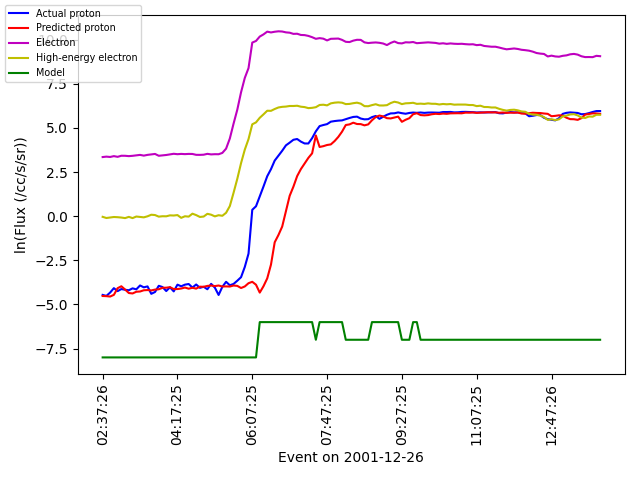 Actual proton
Predicted proton
Electron
High-energy electron
Model
7.5
5.0
2.5
0.0
−2.5
−5.0
−7.5
ln(Flux (/cc/s/sr))
02:37:26
04:17:25
06:07:25
07:47:25
09:27:25
11:07:25
12:47:26
Event on 2001-12-26